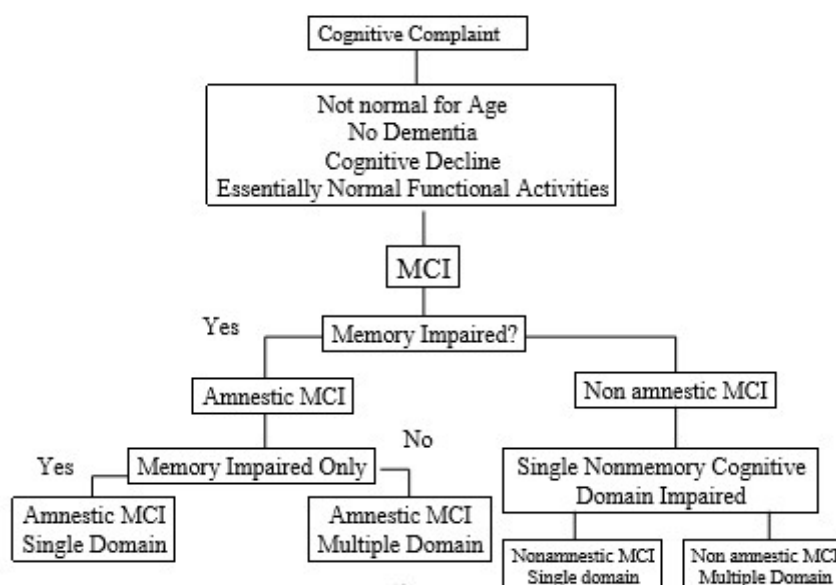 Cognitive Complaint
Not normal for Age
No Dementia
Cognitive Decline
Essentially Normal Functional Activities
MCI
Yes
Memory Impaired?
Amnestic MCI
Non amnestic MCI
No
Yes
Memory Impaired Only
Single Nonmemory Cognitive
Domain Impaired
Amnestic MCI
Single Domain
Amnestic MCI
Multiple Domain
Nonamnestic MCI
Single domain
Non amnestic MCI
Multiple Domain